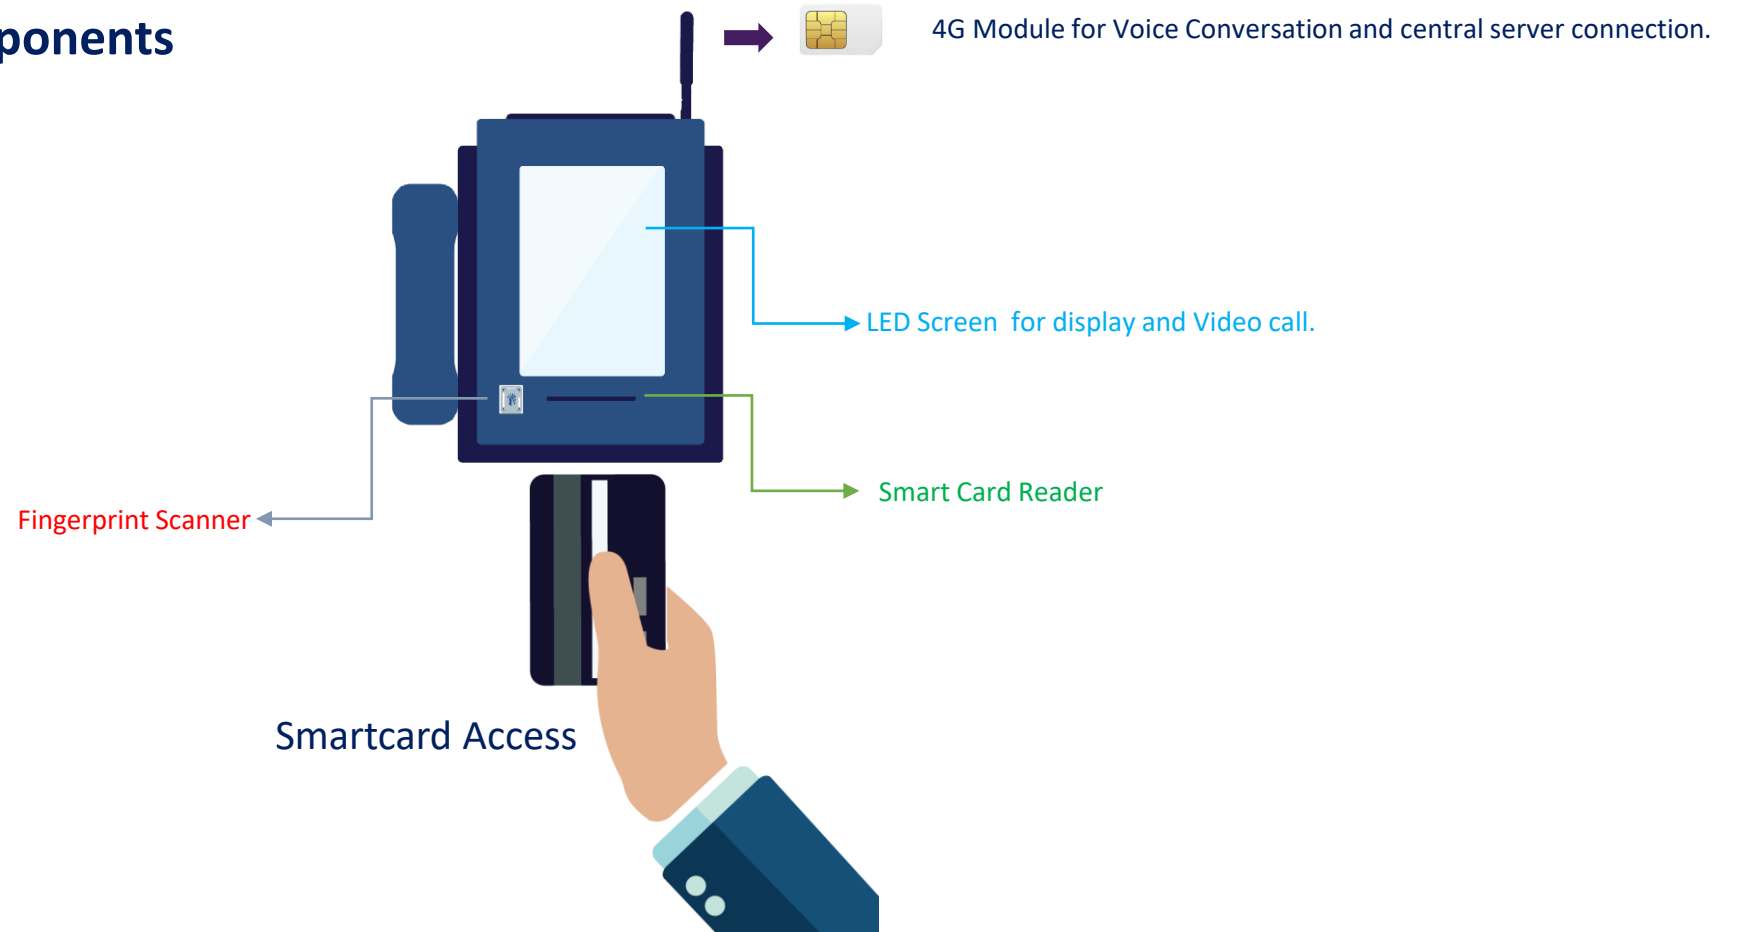 ponents
4G Module for Voice Conversation and central server connection.
LED Screen  for display and Video call.
Smart Card Reader
Fingerprint Scanner
Smartcard Access